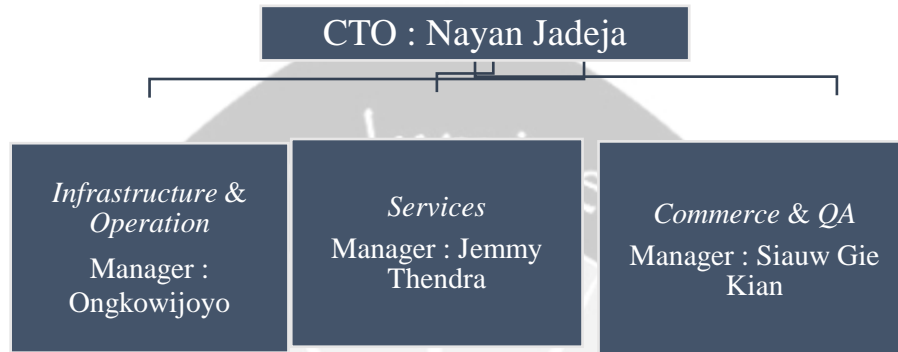 CTO : Nayan Jadeja
Infrastructure &
Operation
Manager :
Ongkowijoyo
Services
Manager : Jemmy
Thendra
Commerce & QA
Manager : Siauw Gie
Kian